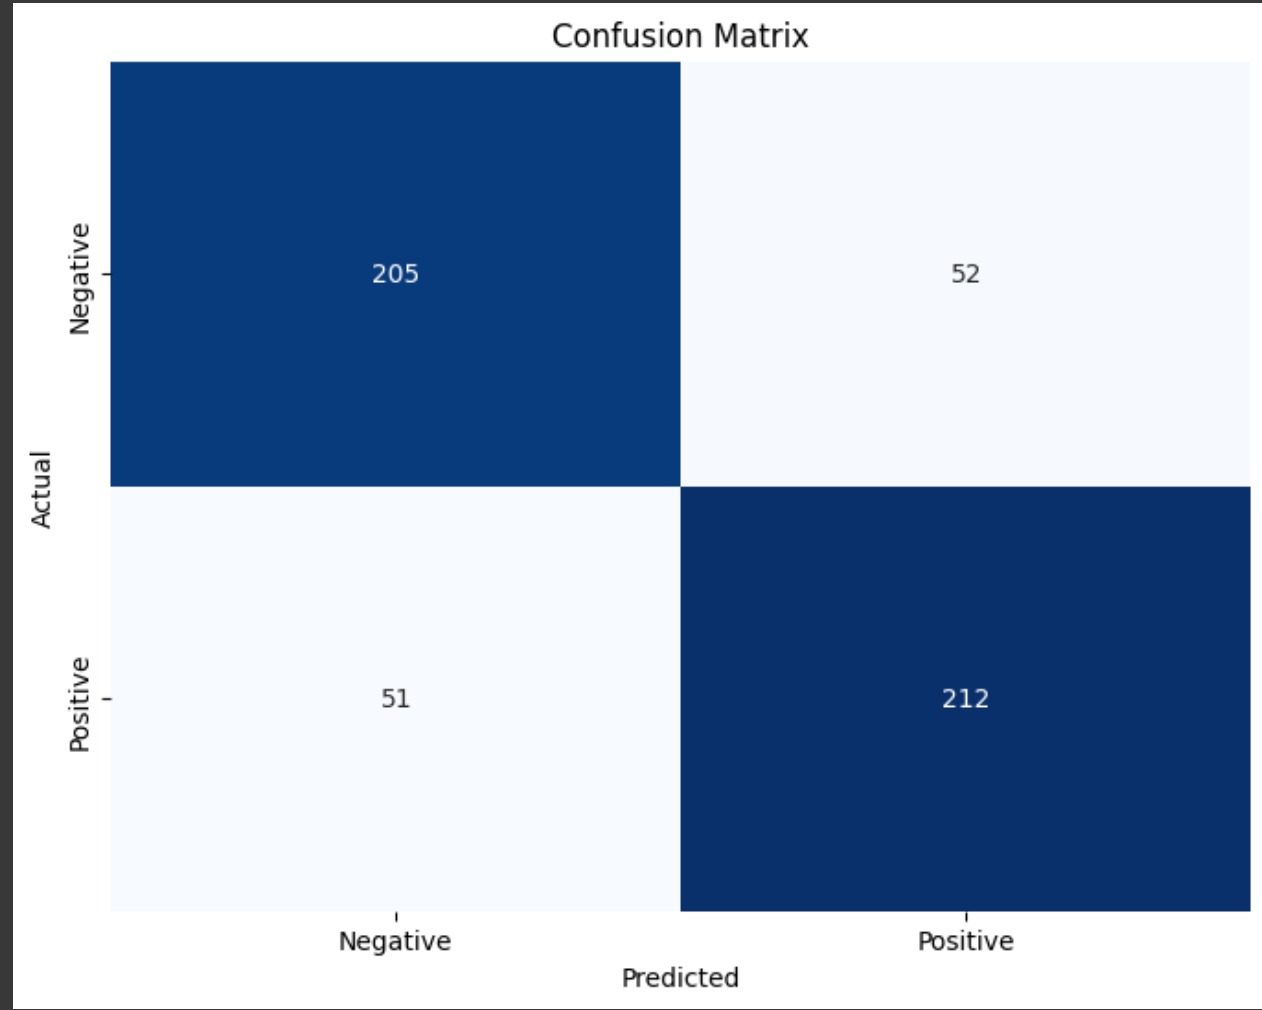 Confusion Matrix
Negative
205
52
Actual
Positive
51
212
Negative
Positive
Predicted